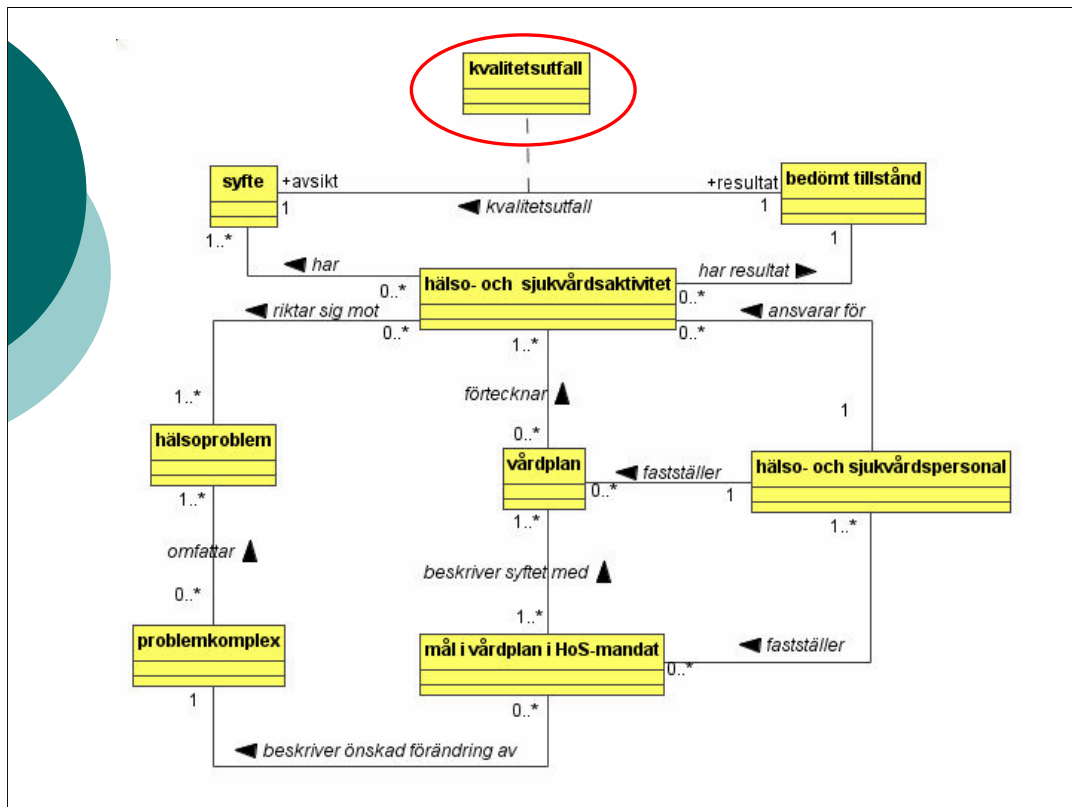 kvalitetsutfall
syfte
+avsikt
+resultat
bedömt tillstånd
1
◄ kvalitetsutfall
1
1..*
1
◄ har
har resultat ►
0..*
hälso- och sjukvårdsaktivitet
0..*
◄ riktar sig mot
0..*
0..*
◄ ansvarar för
1..*
1..*
förtecknar ▲
1
0..*
hälsoproblem
vårdplan
hälso- och sjukvårdspersonal
◄ fastställer
0..*
1
1..*
1..*
1..*
omfattar ▲
beskriver syftet med ▲
0..*
1..*
problemkomplex
mål i vårdplan i HoS-mandat
◄ fastställer
0..*
1
0..*
◄ beskriver önskad förändring av